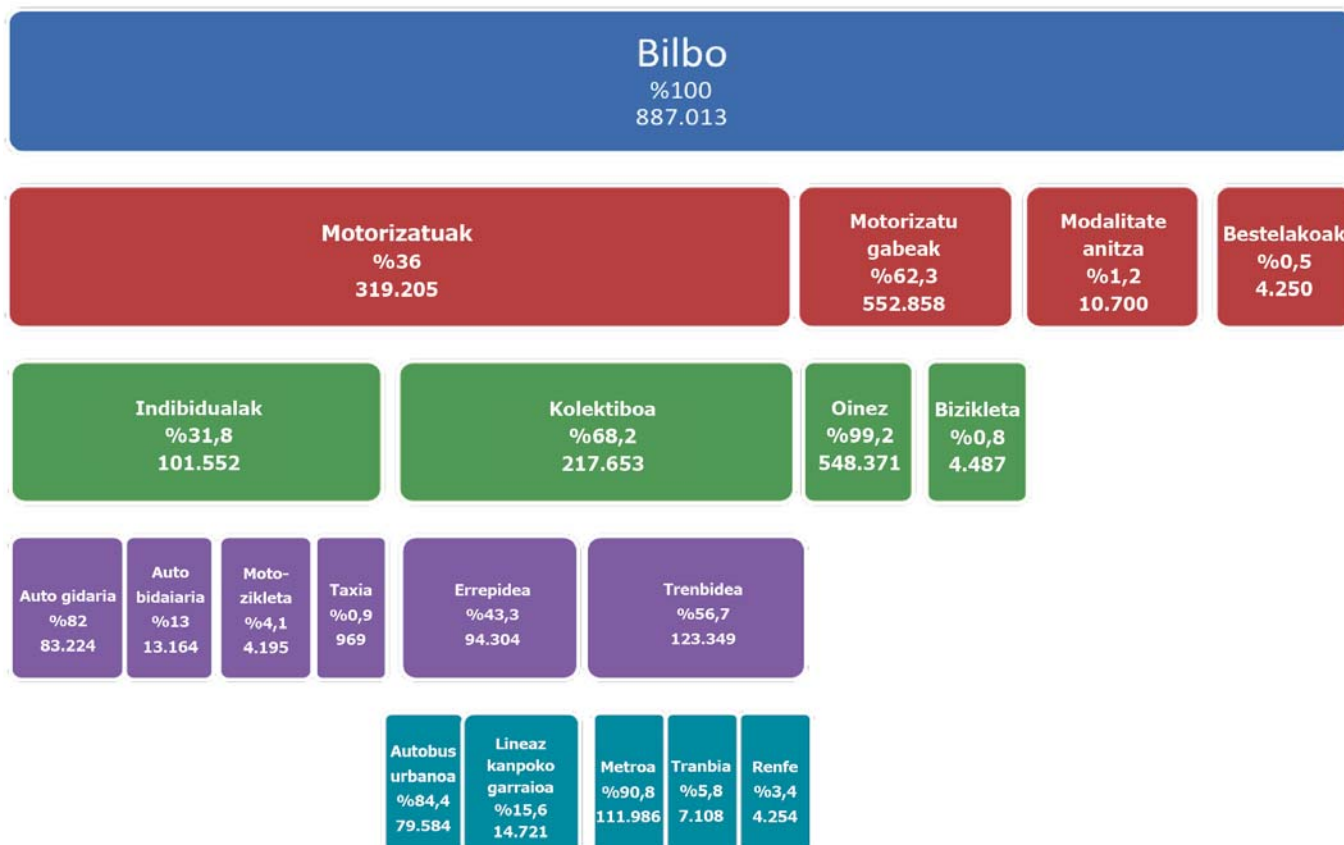 Bilbo
%100
887.013
Motorizatuak
%36
319.205
Motorizatu
gabeak
%62,3
552.858
Modalitate
anitza
%1,2
10.700
Bestelakoak
%0,5
4.250
Indibidualak
%31,8
101.552
Kolektiboa
%68,2
217.653
Oinez
%99,2
548.371
Bizikleta
%0,8
4.487
Auto gidaria
%82
83.224
Auto
bidaiaria
%13
13.164
Moto-
zikleta
%4,1
4.195
Taxia
%0,9
969
Errepidea
%43,3
94.304
Trenbidea
%56,7
123.349
Autobus
urbanoa
%84,4
79.584
Lineaz
kanpoko
garraioa
%15,6
14.721
Metroa
%90,8
111.986
Tranbia
%5,8
7.108
Renfe
%3,4
4.254